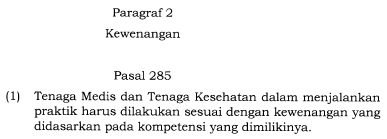 Paragraf 2
Kewenangan
Pasal 285
(1) Tenaga Medis dan Tenaga Kesehatan dalam menjalankan
praktik harus dilakukan sesuai dengan kewenangan yang
didasarkan pada kompetensi yang dimilikinya.